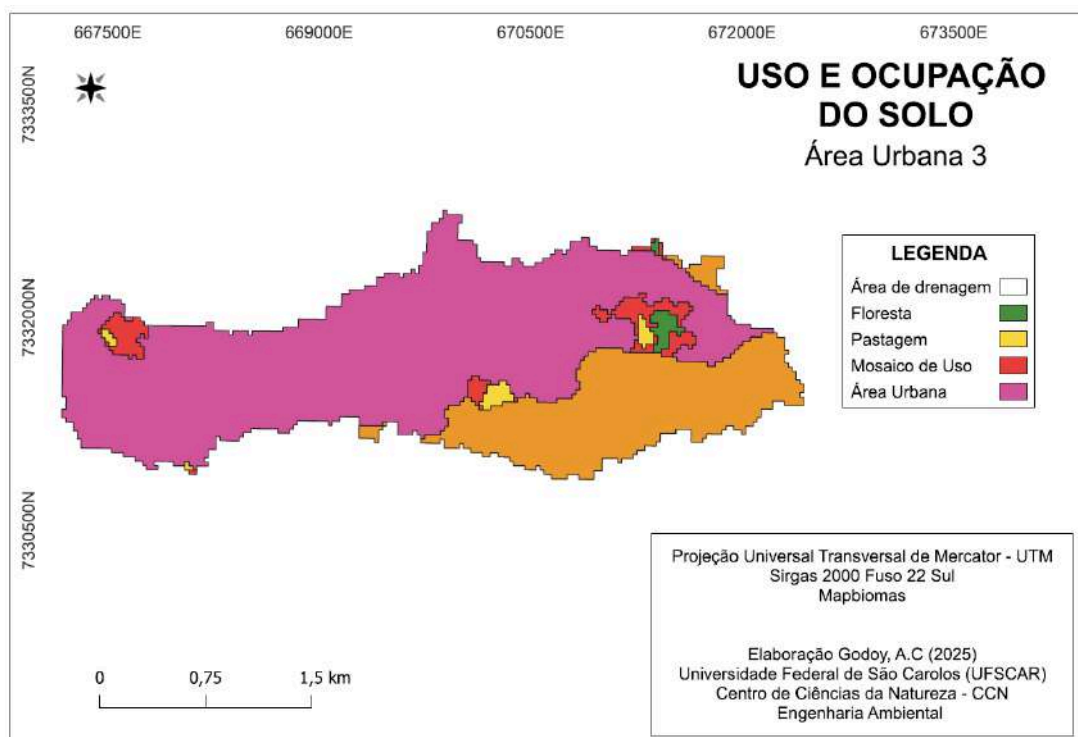 667500E
669000E
670500E
672000E
673500E
7333500N
7332000N
7330500N
USO E OCUPAÇÃO
DO SOLO
Área Urbana 3
LEGENDA
Área de drenagem
Floresta
Pastagem
Mosaico de Uso
Área Urbana
0
0,75
1,5 km
Projeção Universal Transversal de Mercator - UTM
Sirgas 2000 Fuso 22 Sul
Mapbiomas
Elaboração Godoy, A.C (2025)
Universidade Federal de São Carlos (UFSCAR)
Centro de Ciências da Natureza - CCN
Engenharia Ambiental